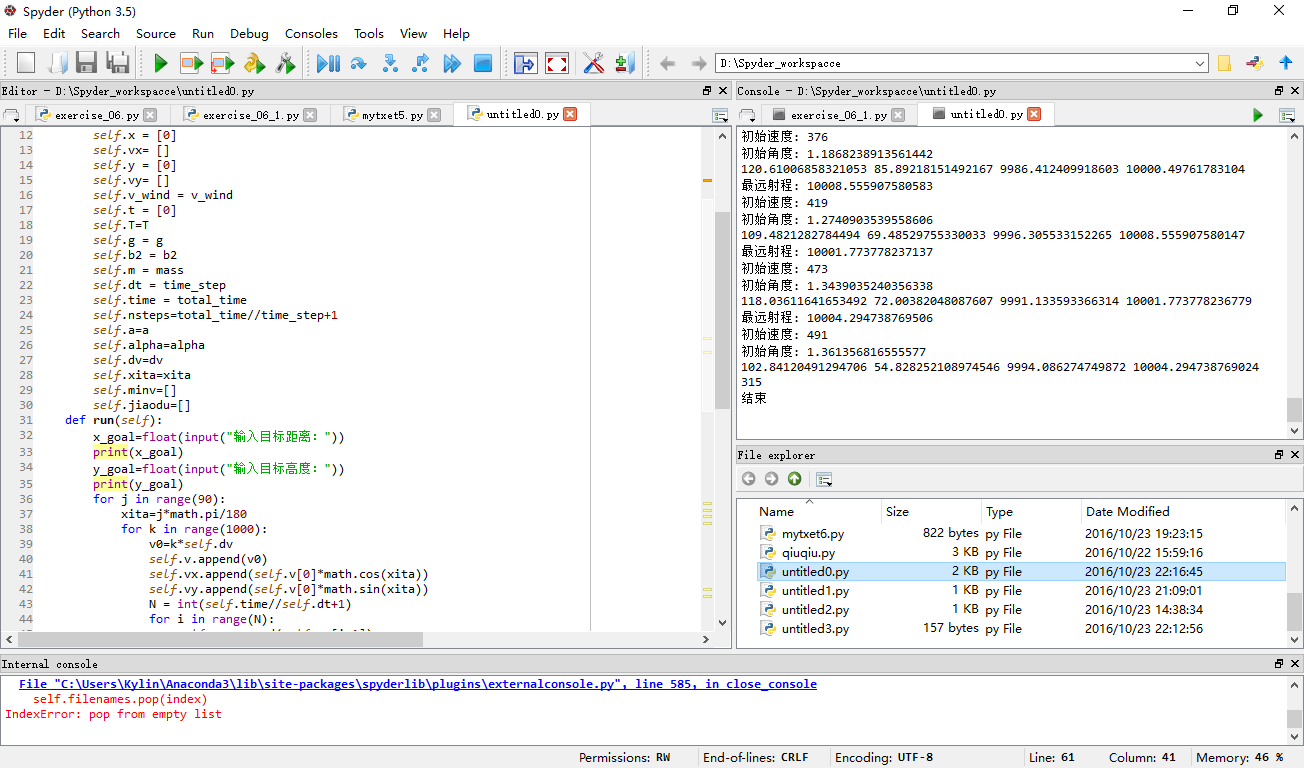 Spyder (Python 3.5)
File Edit Search Source Run Debug Consoles Tools View Help
D:\Spyder_workspacce
Editor - D:\Spyder_workspacce\untitled0.py
exercise_06.py exercise_06_1.py mytxet5.py untitled0.py
12 self.x = [0]
13 self.vx= []
14 self.y = [0]
15 self.vy= []
16 self.v_wind = v_wind
17 self.t = [0]
18 self.T=T
19 self.g = g
20 self.b2 = b2
21 self.m = mass
22 self.dt = time_step
23 self.time = total_time
24 self.nsteps=total_time//time_step+1
25 self.a=a
26 self.alpha=alpha
27 self.dv=dv
28 self.xita=xita
29 self.minv=[]
30 self.jiaodu=[]
31 def run(self):
32 x_goal=float(input("输入目标距离: "))
33 print(x_goal)
34 y_goal=float(input("输入目标高度: "))
35 print(y_goal)
36 for j in range(90):
37 xita=j*math.pi/180
38 for k in range(1000):
39 v0=k*self.dv
40 self.v.append(v0)
41 self.vx.append(self.v[0]*math.cos(xita))
42 self.vy.append(self.v[0]*math.sin(xita))
43 N = int(self.time//self.dt+1)
44 for i in range(N):
Console - D:\Spyder_workspacce\untitled0.py
exercise_06_1.py untitled0.py
初始速度: 376
初始角度: 1.1868238913561442
120.61006858321053 85.89218151492167 9986.412409918603 10000.49761783104
最远射程: 10008.555907580583
初始速度: 419
初始角度: 1.2740903539558606
109.4821282784494 69.48529755330033 9996.305533152265 10008.555907580147
最远射程: 10001.773778237137
初始速度: 473
初始角度: 1.3439035240356338
118.03611641653492 72.00382048087607 9991.133593366314 10001.773778236779
最远射程: 10004.294738769506
初始速度: 491
初始角度: 1.361356816555577
102.84120491294706 54.828252108974546 9994.086274749872 10004.294738769024
315
结束
File explorer
Name Size Type Date Modified
mytxet6.py 822 bytes py File 2016/10/23 19:23:15
qiuqiu.py 3 KB py File 2016/10/22 15:59:16
untitled0.py 2 KB py File 2016/10/23 22:16:45
untitled1.py 1 KB py File 2016/10/23 21:09:01
untitled2.py 1 KB py File 2016/10/23 14:38:34
untitled3.py 157 bytes py File 2016/10/23 22:12:56
Internal console
File "C:\Users\Kylin\Anaconda3\lib\site-packages\spyderlib\plugins\externalconsole.py", line 585, in close_console
self.filenames.pop(index)
IndexError: pop from empty list
Permissions: RW End-of-lines: CRLF Encoding: UTF-8 Line: 61 Column: 41 Memory: 46 %